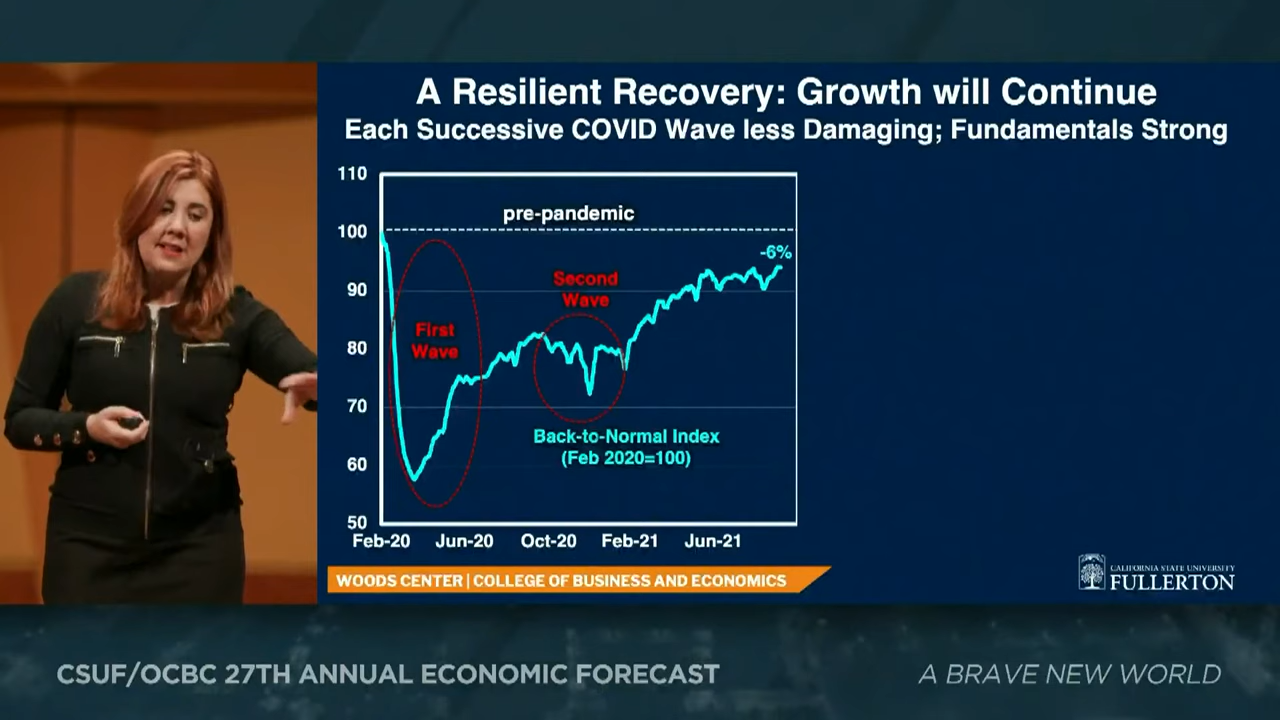 A Resilient Recovery: Growth will Continue
Each Successive COVID Wave less Damaging; Fundamentals Strong
110
pre-pandemic
100
-6%
Second
Wave
90
First
Wave
80
70
Back-to-Normal Index
(Feb 2020=100)
60
50
Feb-20 Jun-20 Oct-20 Feb-21 Jun-21
WOODS CENTER | COLLEGE OF BUSINESS AND ECONOMICS
CALIFORNIA STATE UNIVERSITY
FULLERTON
CSUF/OCBC 27TH ANNUAL ECONOMIC FORECAST
A BRAVE NEW WORLD